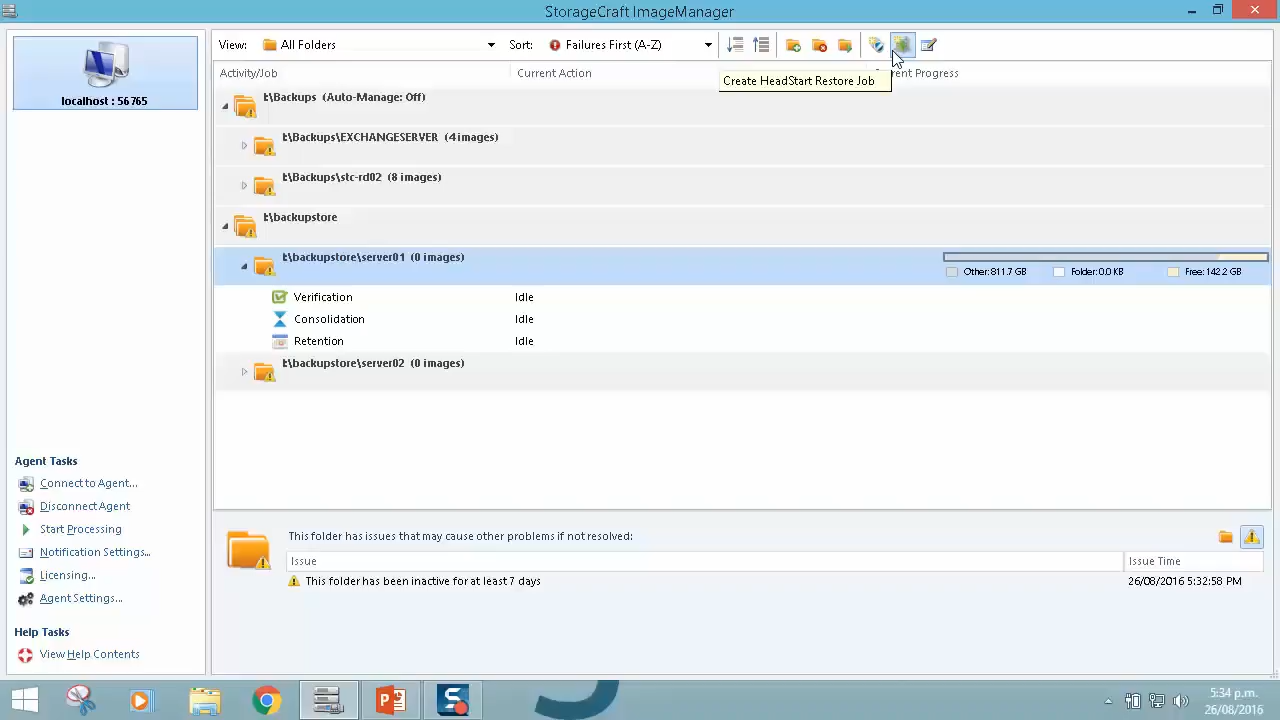 StorageCraft ImageManager
localhost : 56765
View: All Folders Sort: Failures First (A-Z)
Activity/Job Current Action ent Progress
Create HeadStart Restore Job
I:\Backups (Auto-Manage: Off)
I:\Backups\EXCHANGESERVER (4 images)
I:\Backups\stc-rd02 (8 images)
I:\backupstore
I:\backupstore\server01 (0 images)
Other: 811.7 GB Folder: 0.0 KB Free: 142.2 GB
Verification Idle
Consolidation Idle
Retention Idle
I:\backupstore\server02 (0 images)
Agent Tasks
Connect to Agent...
Disconnect Agent
Start Processing
Notification Settings...
Licensing...
Agent Settings...
Help Tasks
View Help Contents
This folder has issues that may cause other problems if not resolved:
Issue Issue Time
This folder has been inactive for at least 7 days 26/08/2016 5:32:58 PM
5:34 p.m.
26/08/2016